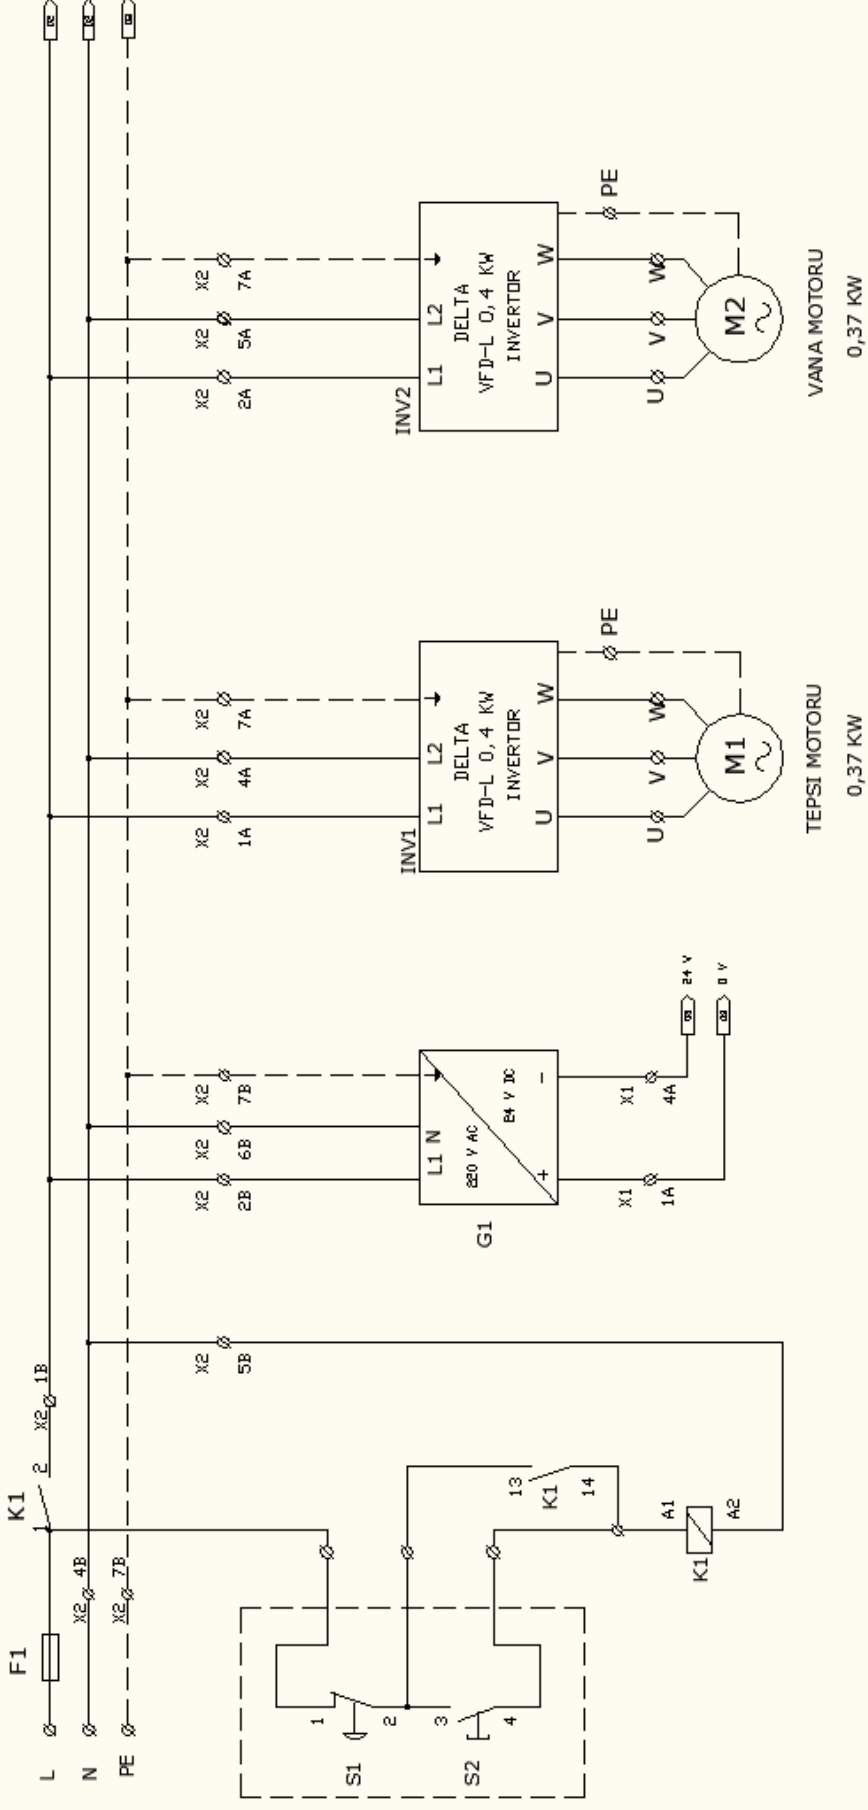 L
N
PE
F1
X2 4B
X2 7B
K1
1 2
X2 1B
S1
1
2
S2
3
4
13
K1
14
A1
K1
A2
X2
5B
X2
2B
X2
6B
X2
7B
G1
L1 N
220 V AC
24 V DC
+ -
X1
1A
X1
4A
24 V
0 V
X2
1A
X2
4A
X2
7A
INV1
L1 L2
DELTA
VFD-L 0,4 KW
INVERTOR
U V W
U V W
PE
M1
TEPSI MOTORU
0,37 KW
X2
2A
X2
5A
X2
7A
INV2
L1 L2
DELTA
VFD-L 0,4 KW
INVERTOR
U V W
U V W
PE
M2
VANA MOTORU
0,37 KW